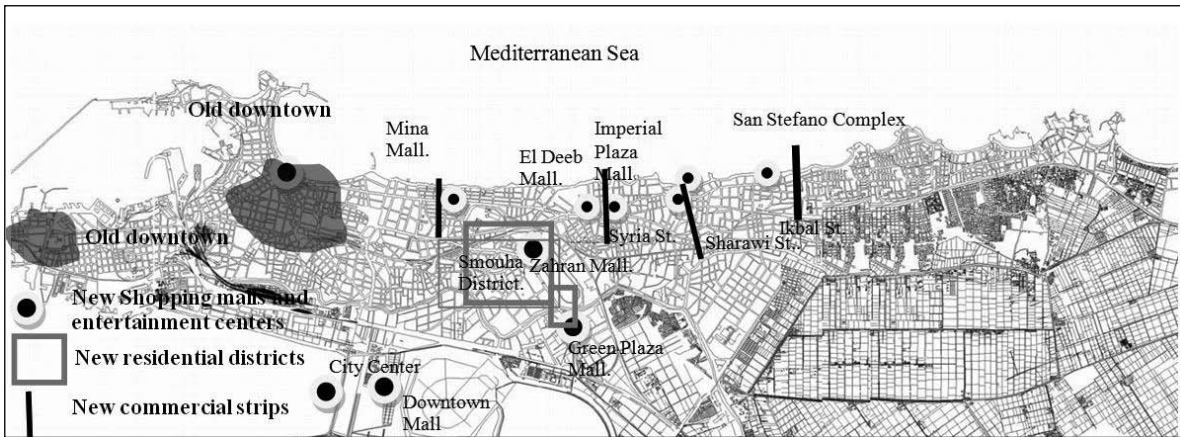 Mediterranean Sea
Old downtown
Mina
Mall.
El Deeb
Mall.
Imperial
Plaza
Mall.
San Stefano Complex
Old downtown
Smouha
District.
Zahran Mall.
Syria St.
Sharawi St..
Ikbal St.
New Shopping malls and
entertainment centers
New residential districts
New commercial strips
City Center
Downtown
Mall
Green Plaza
Mall.